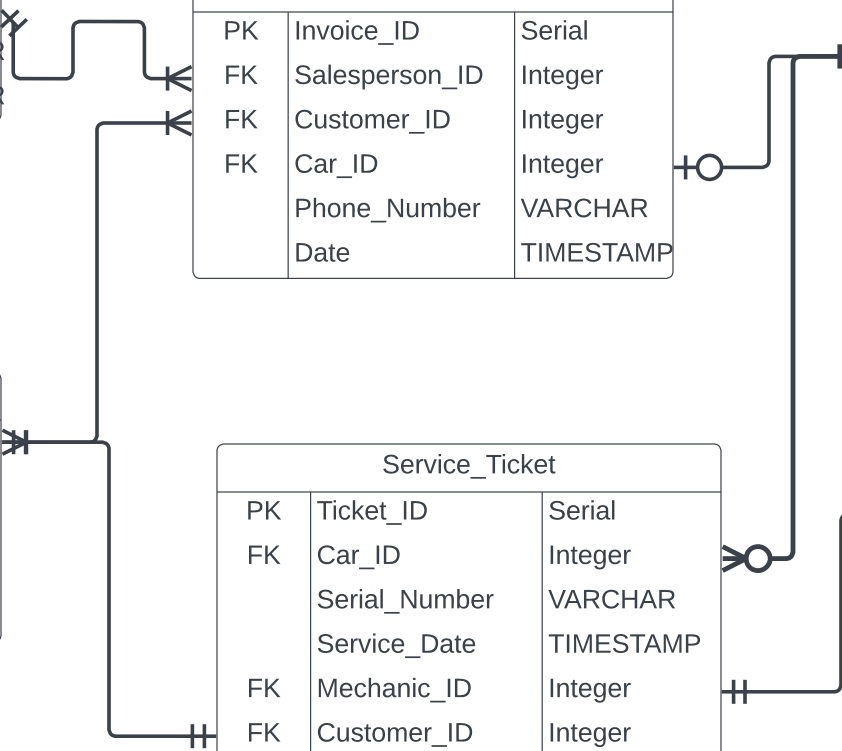 PK Invoice_ID Serial
FK Salesperson_ID Integer
FK Customer_ID Integer
FK Car_ID Integer
Phone_Number VARCHAR
Date TIMESTAMP
Service_Ticket
PK Ticket_ID Serial
FK Car_ID Integer
Serial_Number VARCHAR
Service_Date TIMESTAMP
FK Mechanic_ID Integer
FK Customer_ID Integer